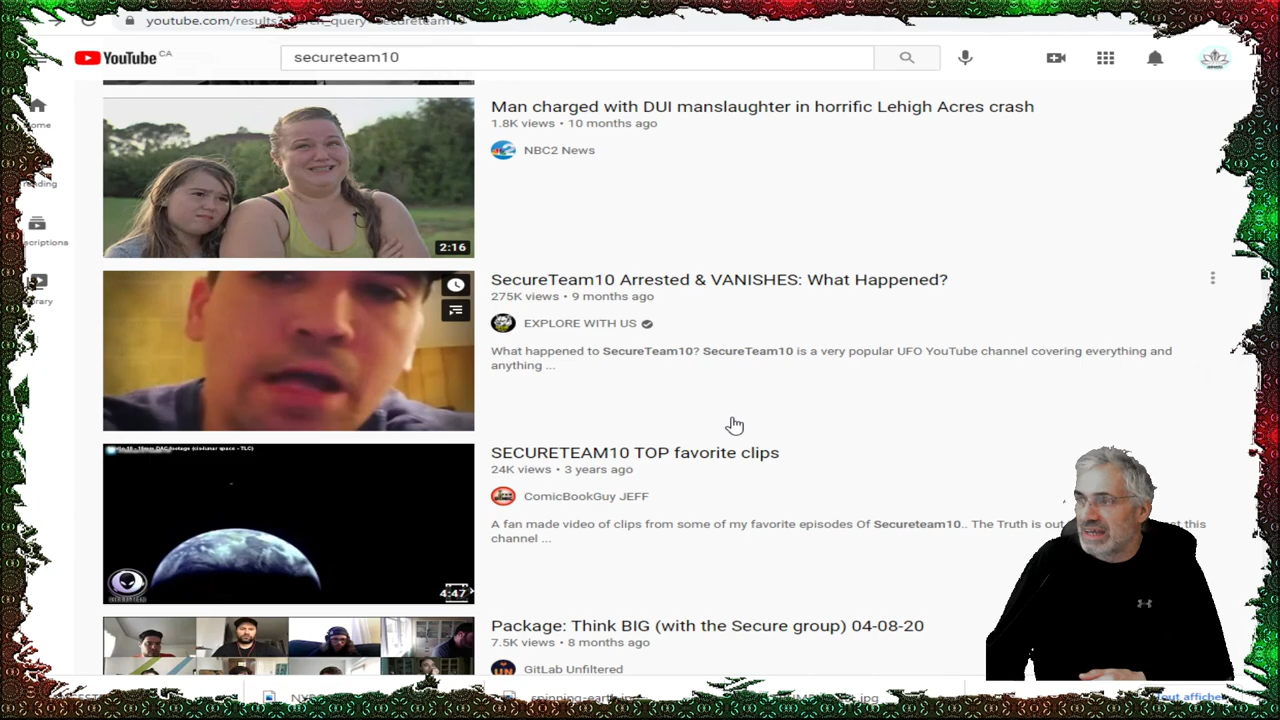 youtube.com/results?search_query=secureteam10
YouTube CA
secureteam10
Home
Man charged with DUI manslaughter in horrific Lehigh Acres crash
1.8K views • 10 months ago
NBC2 News
2:16
SecureTeam10 Arrested & VANISHES: What Happened?
275K views • 9 months ago
EXPLORE WITH US
What happened to SecureTeam10? SecureTeam10 is a very popular UFO YouTube channel covering everything and
anything ...
SECURETEAM10 TOP favorite clips
24K views • 3 years ago
ComicBookGuy JEFF
A fan made video of clips from some of my favorite episodes Of Secureteam10.. The Truth is out this
channel ...
4:47
Package: Think BIG (with the Secure group) 04-08-20
7.5K views • 8 months ago
GitLab Unfiltered